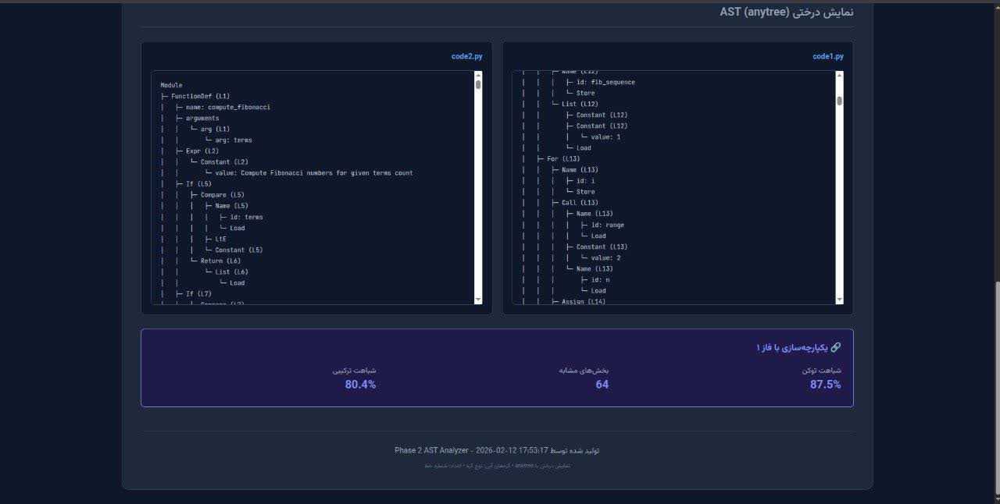 نمایش درختی AST (anytree)
code1.py
├─ Name (L12)
│ ├─ id: fib_sequence
│ └─ Store
└─ List (L12)
├─ Constant (L12)
├─ Constant (L12)
│ └─ value: 1
└─ Load
├─ For (L13)
│ ├─ Name (L13)
│ │ ├─ id: i
│ │ └─ Store
│ ├─ Call (L13)
│ │ ├─ Name (L13)
│ │ │ ├─ id: range
│ │ │ └─ Load
│ │ ├─ Constant (L13)
│ │ │ └─ value: 2
│ │ └─ Name (L13)
│ │ ├─ id: n
│ │ └─ Load
│ ├─ Assign (L14)
code2.py
Module
├─ FunctionDef (L1)
│ ├─ name: compute_fibonacci
│ ├─ arguments
│ │ └─ arg (L1)
│ │ └─ arg: terms
│ ├─ Expr (L2)
│ │ └─ Constant (L2)
│ │ └─ value: Compute Fibonacci numbers for given terms count
│ ├─ If (L5)
│ │ ├─ Compare (L5)
│ │ │ ├─ Name (L5)
│ │ │ │ ├─ id: terms
│ │ │ │ └─ Load
│ │ │ ├─ LtE
│ │ │ └─ Constant (L5)
│ │ └─ Return (L6)
│ │ └─ List (L6)
│ │ └─ Load
│ ├─ If (L7)
│ │ ├─ Compare (L7)
🔗 یکپارچه‌سازی با فاز ۱
شباهت توکن
87.5%
بخش‌های مشابه
64
شباهت ترکیبی
80.4%
تولید شده توسط Phase 2 AST Analyzer - 2026-02-12 17:53:17
نمایش درختی با anytree • گره‌های آبی: نوع گره • اعداد: شماره خط